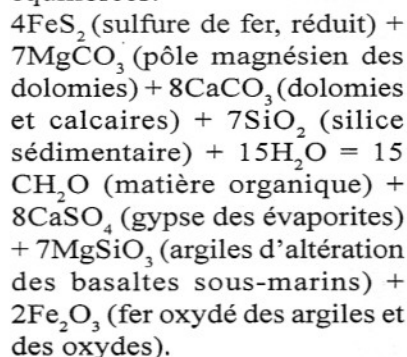 4FeS₂ (sulfure de fer, réduit) +
7MgCO₃ (pôle magnésien des
dolomies) + 8CaCO₃ (dolomies
et calcaires) + 7SiO₂ (silice
sédimentaire) + 15H₂O = 15
CH₂O (matière organique) +
8CaSO₄ (gypse des évaporites)
+ 7MgSiO₃ (argiles d’altération
des basaltes sous-marins) +
2Fe₂O₃ (fer oxydé des argiles et
des oxydes).